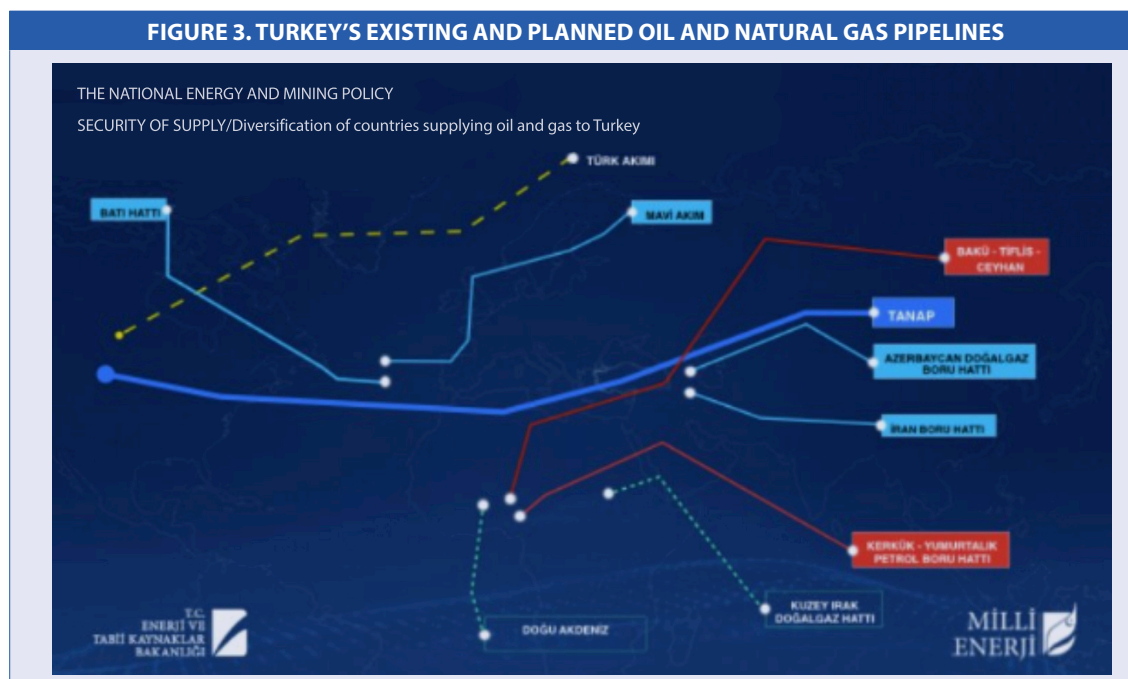 FIGURE 3. TURKEY'S EXISTING AND PLANNED OIL AND NATURAL GAS PIPELINES
THE NATIONAL ENERGY AND MINING POLICY
SECURITY OF SUPPLY/Diversification of countries supplying oil and gas to Turkey
TÜRK AKIMI
BATI HATTI
MAVİ AKIM
BAKÜ - TİFLİS -
CEYHAN
TANAP
AZERBAYCAN DOĞALGAZ
BORU HATTI
İRAN BORU HATTI
KERKÜK - YUMURTALIK
PETROL BORU HATTI
KUZEY IRAK
DOĞALGAZ HATTI
DOĞU AKDENİZ
T.C.
ENERJİ VE
TABİİ KAYNAKLAR
BAKANLIĞI
MİLLİ
ENERJİ